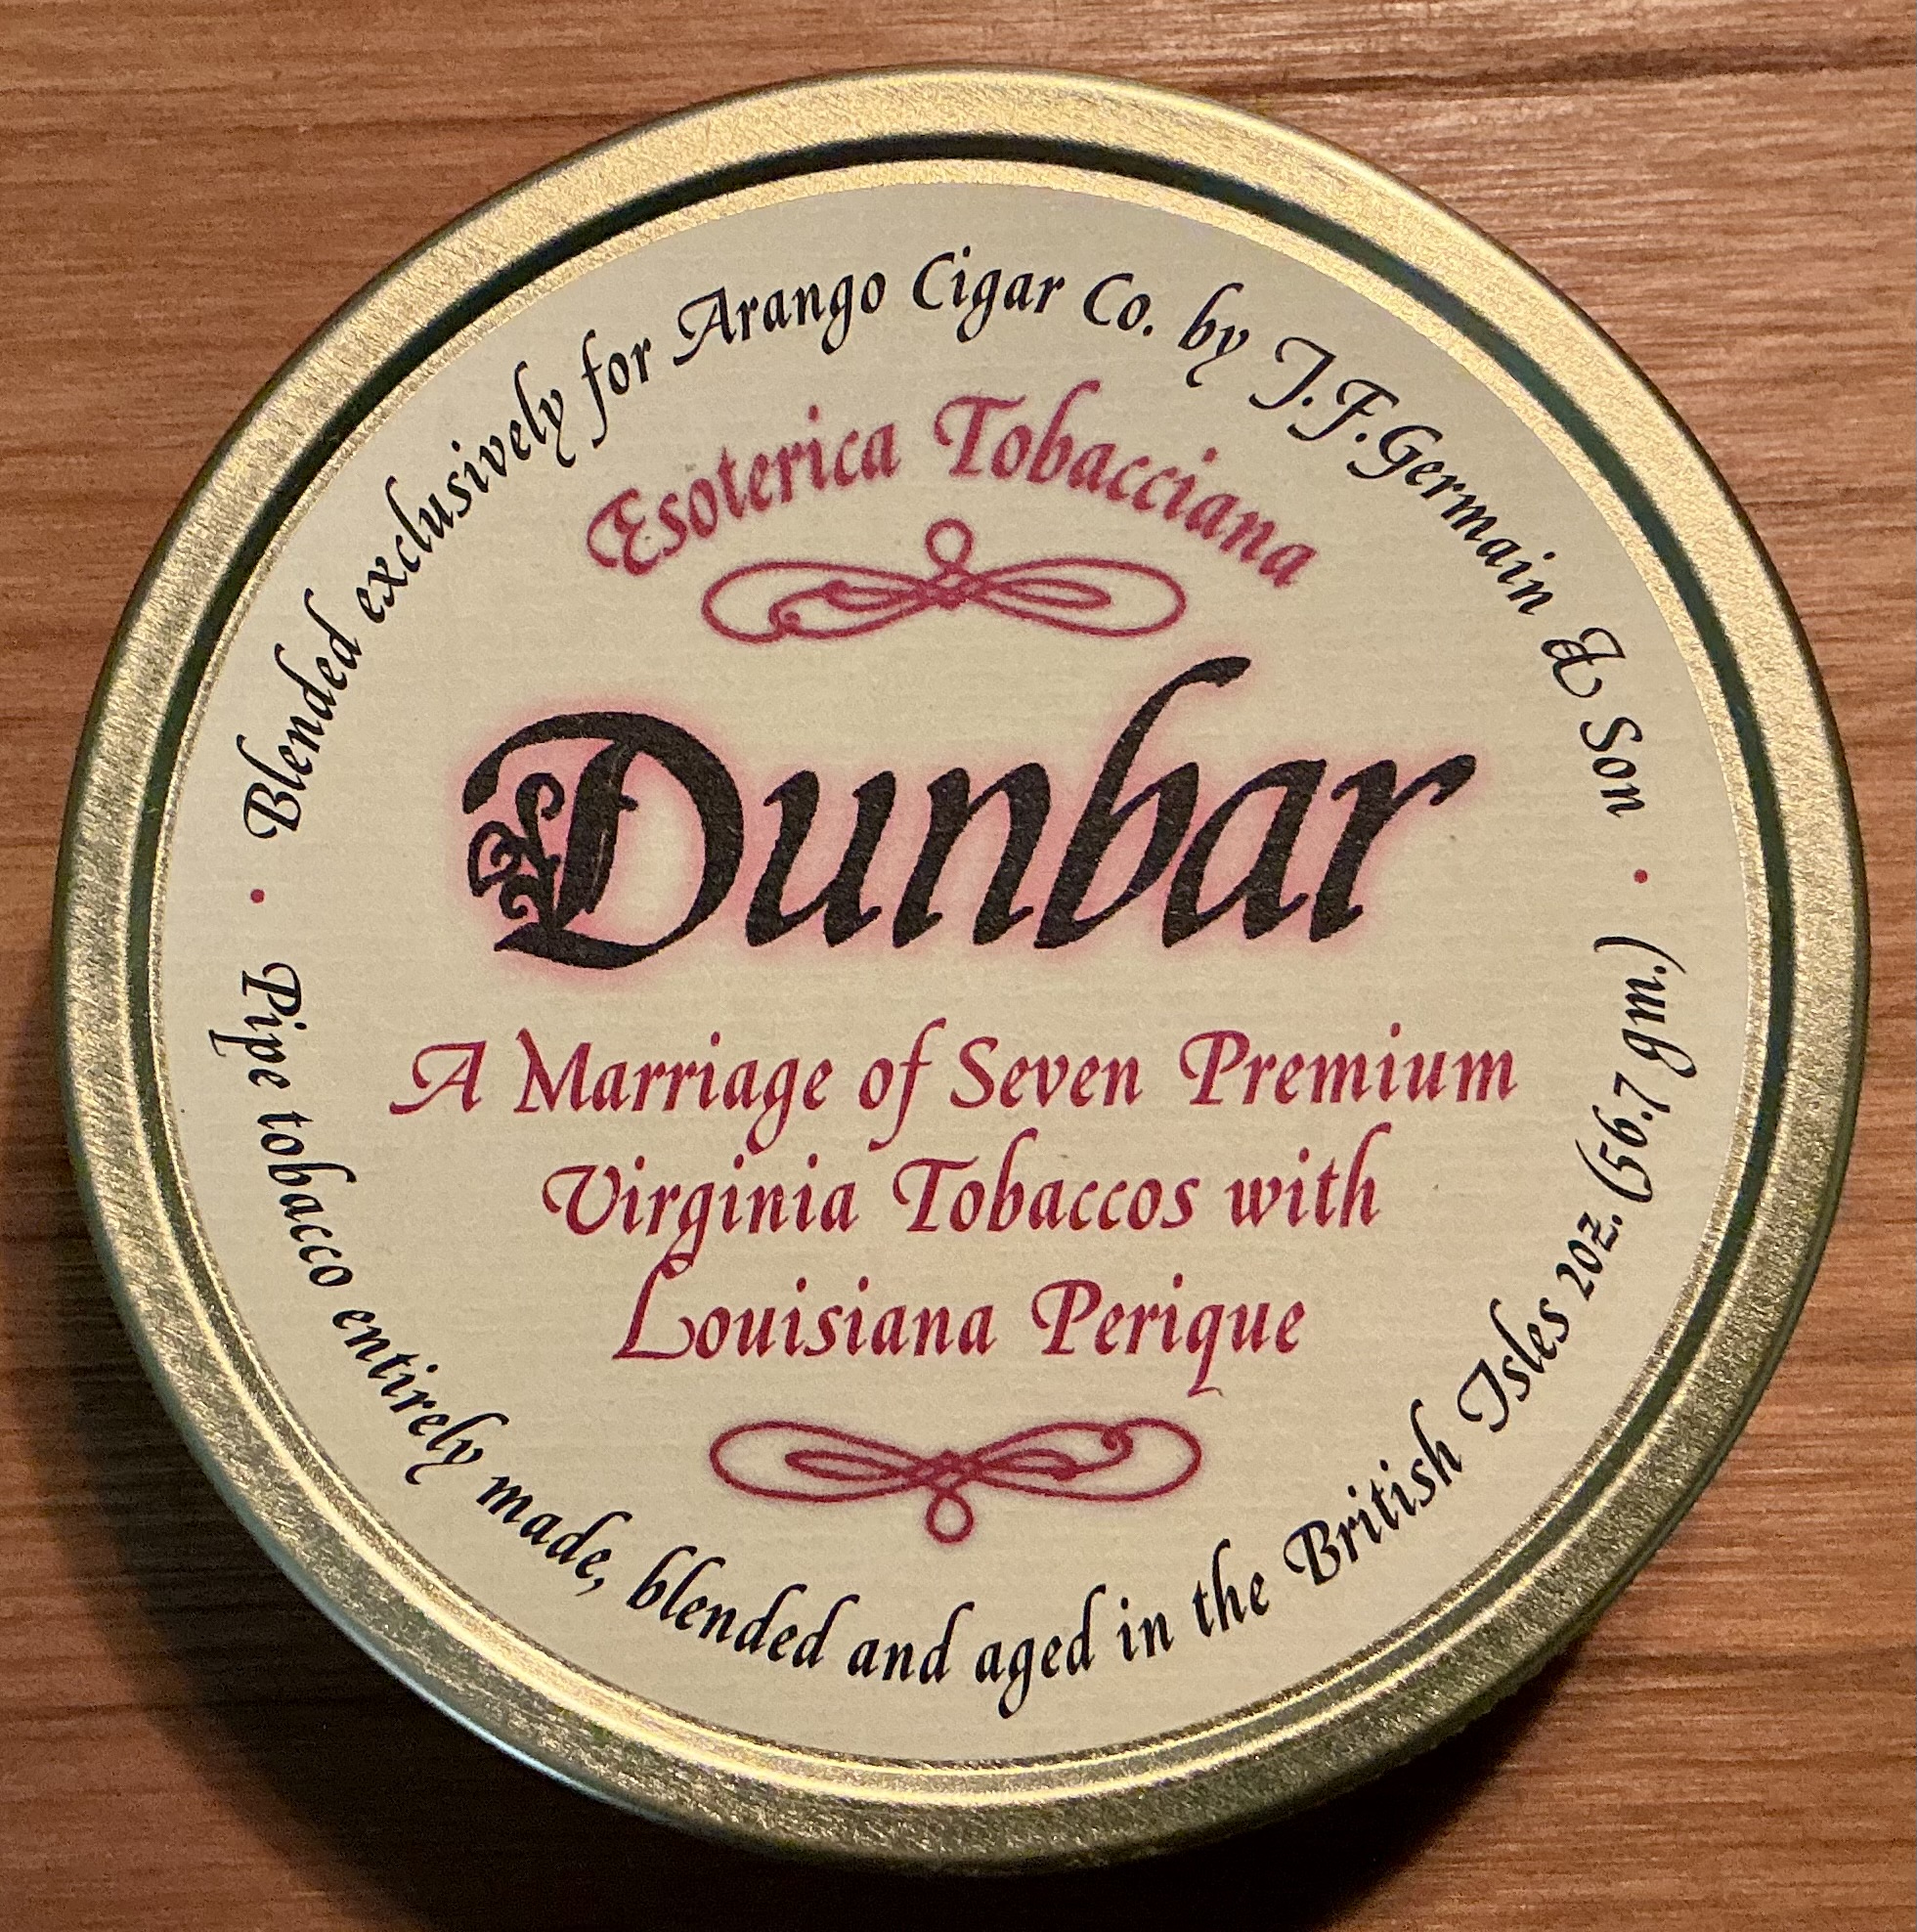 • Blended exclusively for Arango Cigar Co. by J.F.Germain & Son •
Esoterica Tobacciana
Dunbar
A Marriage of Seven Premium
Virginia Tobaccos with
Louisiana Perique
Pipe tobacco entirely made, blended and aged in the British Isles 2oz. (56.7 gm.)